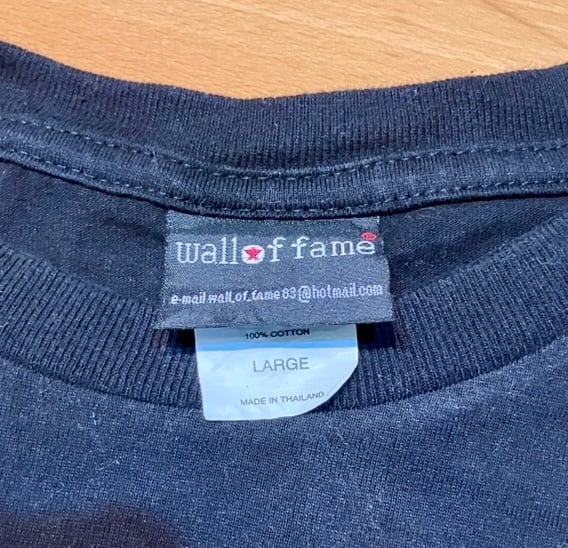 wall of fame
e-mail wall_of_fame83@hotmail.com
100% COTTON
LARGE
MADE IN THAILAND